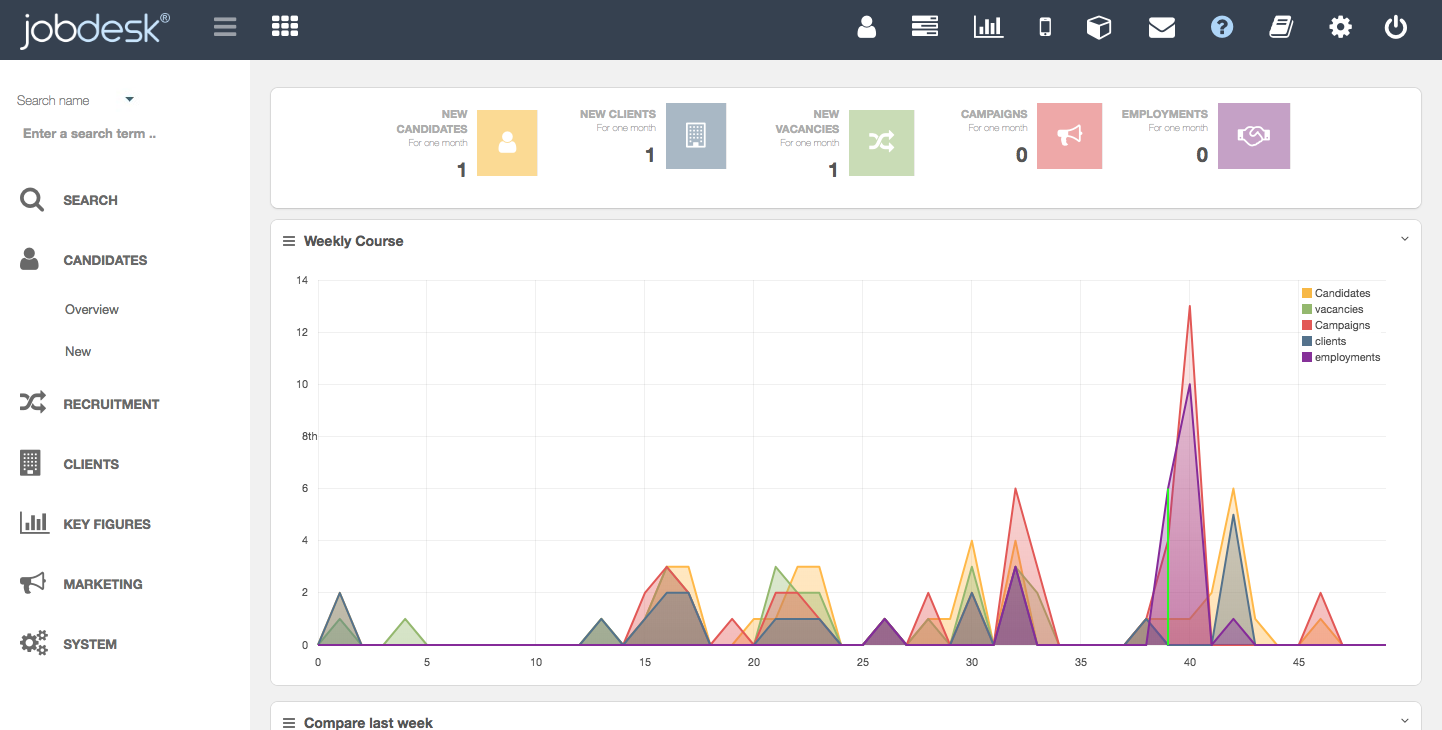 jobdesk®
Search name
Enter a search term ..
SEARCH
CANDIDATES
Overview
New
RECRUITMENT
CLIENTS
KEY FIGURES
MARKETING
SYSTEM
NEW
CANDIDATES
For one month
1
NEW CLIENTS
For one month
1
NEW
VACANCIES
For one month
1
CAMPAIGNS
For one month
0
EMPLOYMENTS
For one month
0
Weekly Course
14
12
10
8th
6
4
2
0
0 5 10 15 20 25 30 35 40 45
Candidates
vacancies
Campaigns
clients
employments
Compare last week